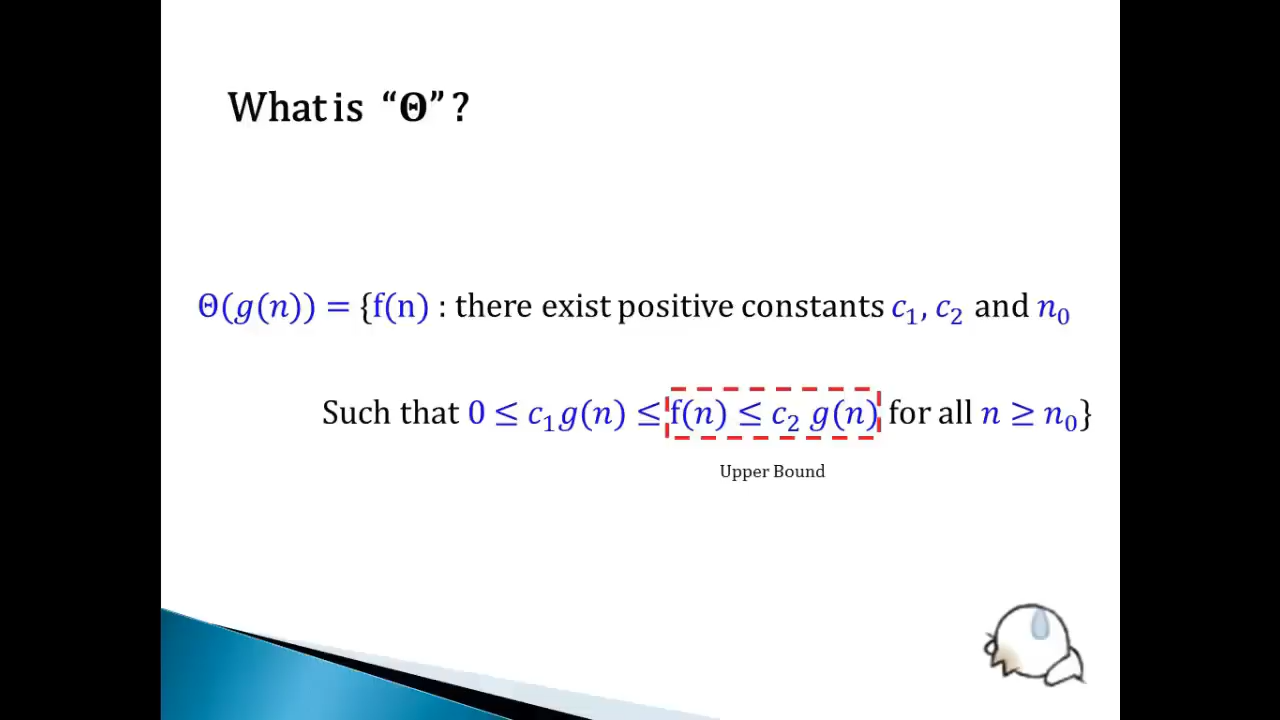 What is “Θ” ?
Θ(g(n)) = {f(n) : there exist positive constants c₁, c₂ and n₀
Such that 0 ≤ c₁g(n) ≤ f(n) ≤ c₂ g(n) for all n ≥ n₀}
Upper Bound